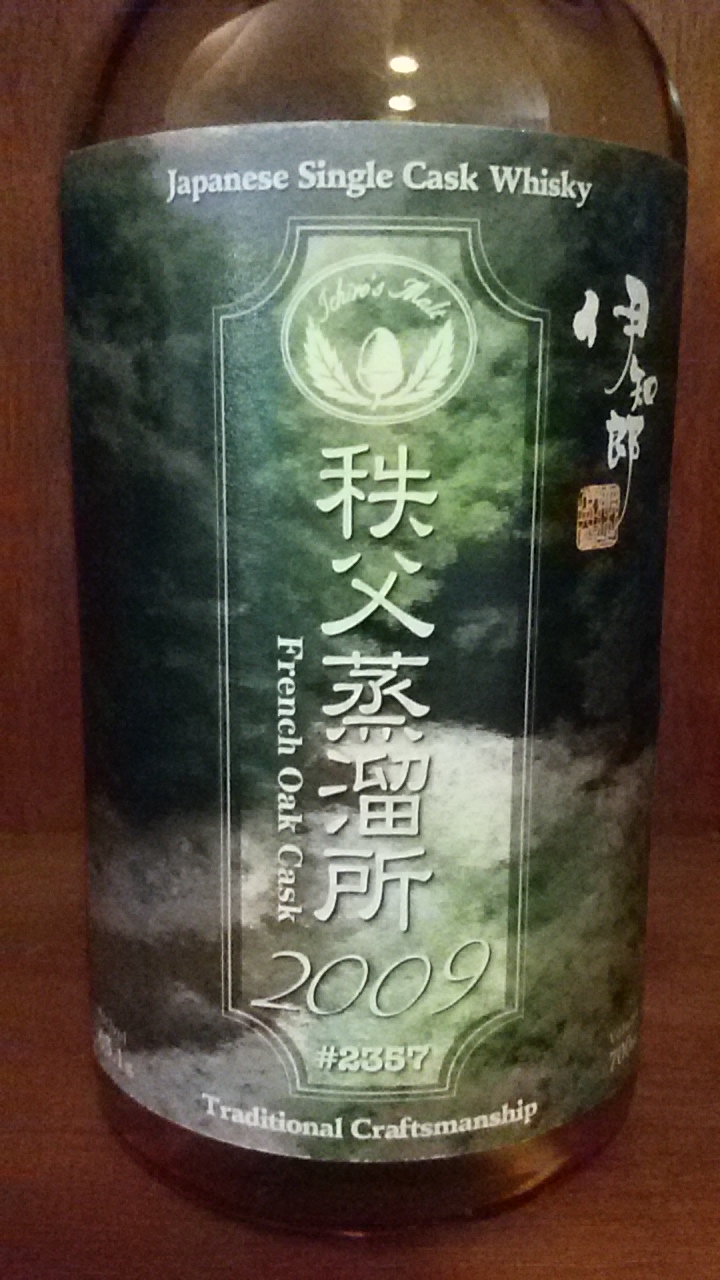 Japanese Single Cask Whisky
Ichiro's Malt
伊知郎
秩父蒸溜所
French Oak Cask
2009
#2357
Traditional Craftsmanship